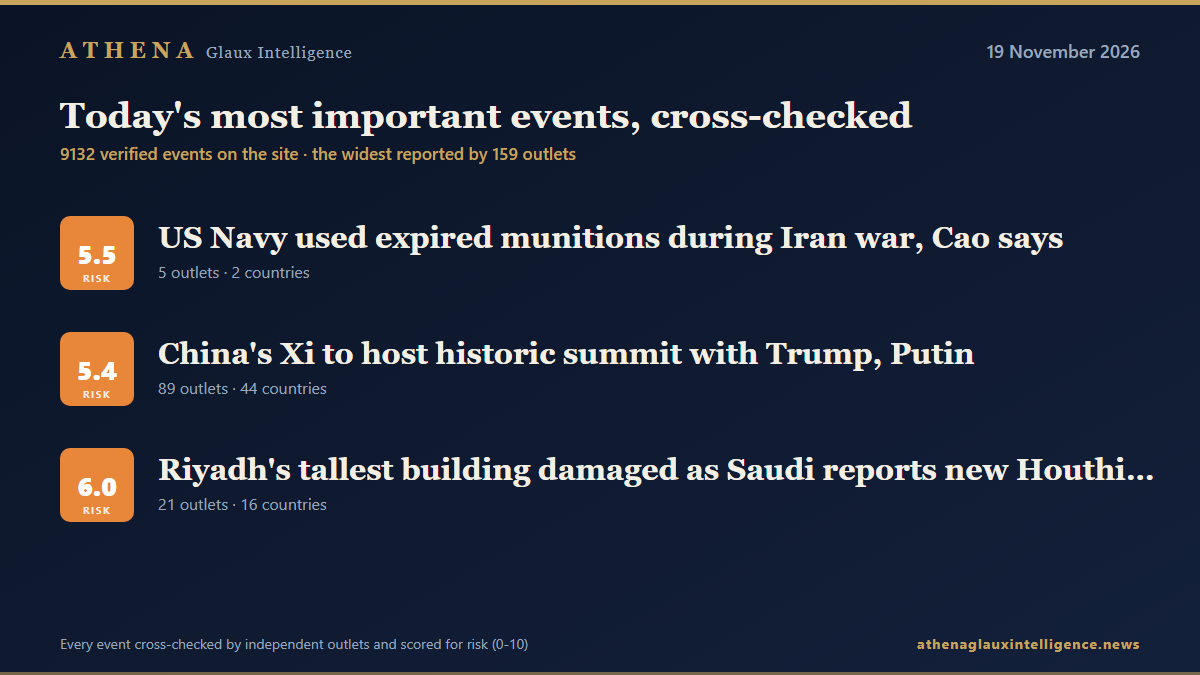 ATHENA Glaux Intelligence
19 November 2026
Today's most important events, cross-checked
9132 verified events on the site · the widest reported by 159 outlets
5.5
RISK
US Navy used expired munitions during Iran war, Cao says
5 outlets · 2 countries
5.4
RISK
China's Xi to host historic summit with Trump, Putin
89 outlets · 44 countries
6.0
RISK
Riyadh's tallest building damaged as Saudi reports new Houthi...
21 outlets · 16 countries
Every event cross-checked by independent outlets and scored for risk (0-10)
athenaglauxintelligence.news